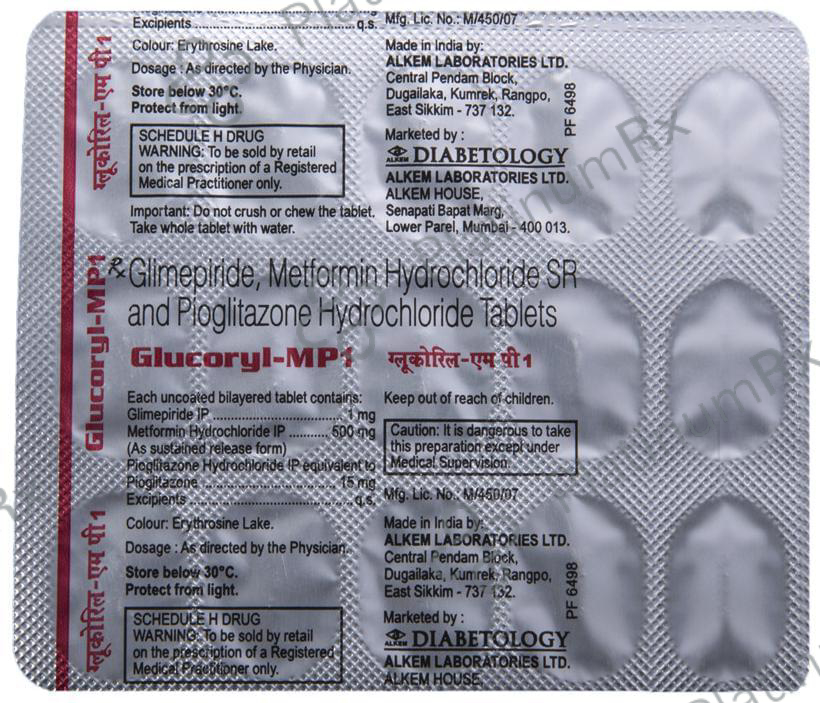 Excipients ........ q.s.
Colour: Erythrosine Lake.
Dosage : As directed by the Physician.
Store below 30°C.
Protect from light.
SCHEDULE H DRUG
WARNING: To be sold by retail
on the prescription of a Registered
Medical Practitioner only.
Important: Do not crush or chew the tablet.
Take whole tablet with water.
Mfg. Lic. No.: M/450/07
Made in India by:
ALKEM LABORATORIES LTD.
Central Pendam Block,
Dugailaka, Kumrek, Rangpo,
East Sikkim - 737 132.
PF 6498
Marketed by :
ALKEM DIABETOLOGY
ALKEM LABORATORIES LTD.
ALKEM HOUSE,
Senapati Bapat Marg,
Lower Parel, Mumbai - 400 013.
ग्लूकोरिल-एम पी 1
Glucoryl-MP1
ग्लूकोरिल-एम पी 1
Rx Glimepiride, Metformin Hydrochloride SR
and Pioglitazone Hydrochloride Tablets
Glucoryl-MP1 ग्लूकोरिल-एम पी 1
Each uncoated bilayered tablet contains:
Glimepiride IP ........ 1 mg
Metformin Hydrochloride IP ........ 500 mg
(As sustained release form)
Pioglitazone Hydrochloride IP equivalent to
Pioglitazone ........ 15 mg
Excipients ........ q.s.
Colour: Erythrosine Lake.
Dosage : As directed by the Physician.
Store below 30°C.
Protect from light.
SCHEDULE H DRUG
WARNING: To be sold by retail
on the prescription of a Registered
Medical Practitioner only.
Keep out of reach of children.
Caution: It is dangerous to take
this preparation except under
Medical Supervision.
Mfg. Lic. No.: M/450/07
Made in India by:
ALKEM LABORATORIES LTD.
Central Pendam Block,
Dugailaka, Kumrek, Rangpo,
East Sikkim - 737 132.
PF 6498
Marketed by :
ALKEM DIABETOLOGY
ALKEM LABORATORIES LTD.
ALKEM HOUSE,